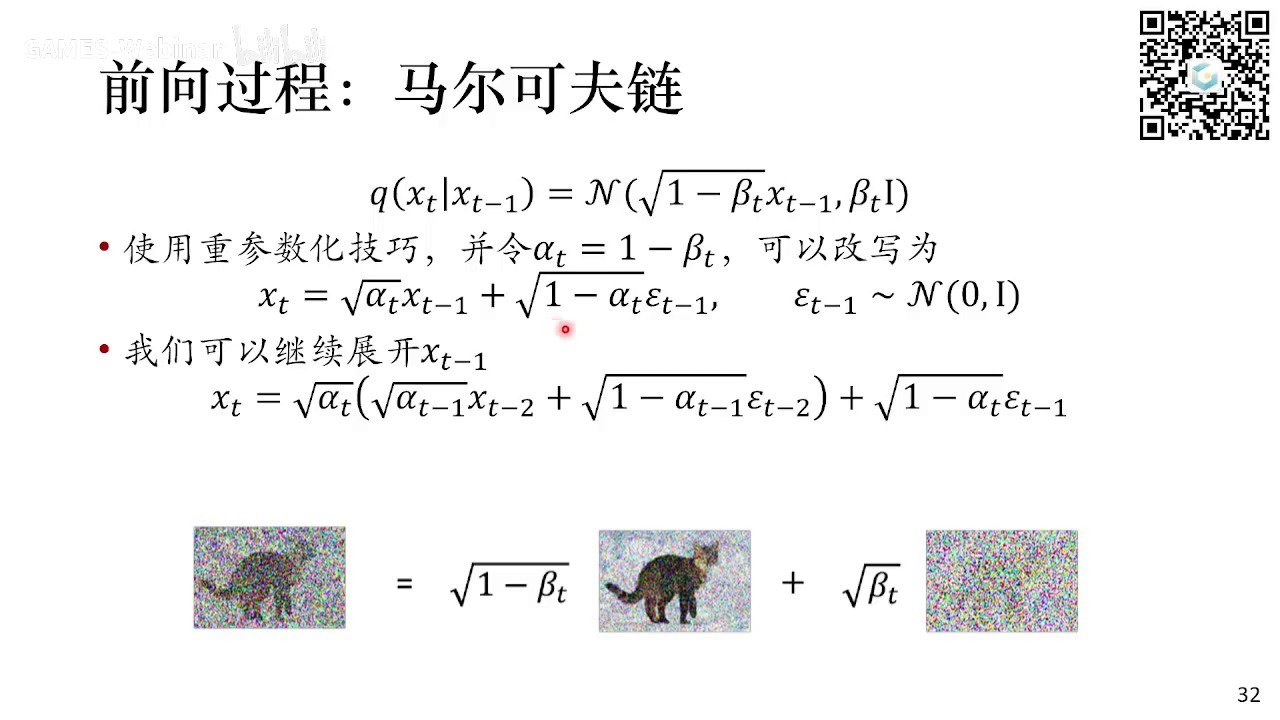 GAMES-Webinar bilibili
前向过程：马尔可夫链
q(x_t|x_{t−1}) = 𝒩(√(1 − β_t) x_{t−1}, β_t I)
• 使用重参数化技巧，并令α_t = 1 − β_t，可以改写为
x_t = √α_t x_{t−1} + √(1 − α_t) ε_{t−1}, ε_{t−1} ~ 𝒩(0, I)
• 我们可以继续展开x_{t−1}
x_t = √α_t (√α_{t−1} x_{t−2} + √(1 − α_{t−1}) ε_{t−2}) + √(1 − α_t) ε_{t−1}
= √(1 − β_t) + √β_t
32